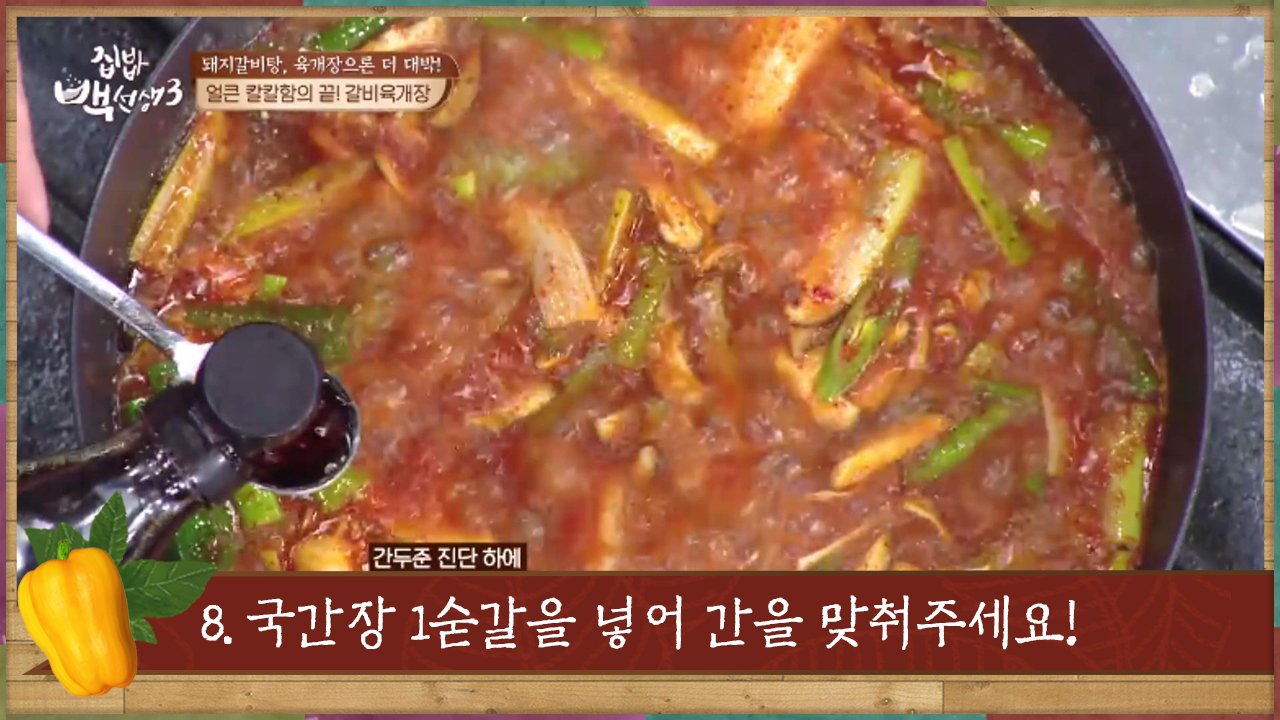 집밥
백선생3
돼지갈비탕, 육개장으론 더 대박!
얼큰 칼칼함의 끝! 갈비육개장
간두준 진단 하에
8. 국간장 1숟갈을 넣어 간을 맞춰주세요!